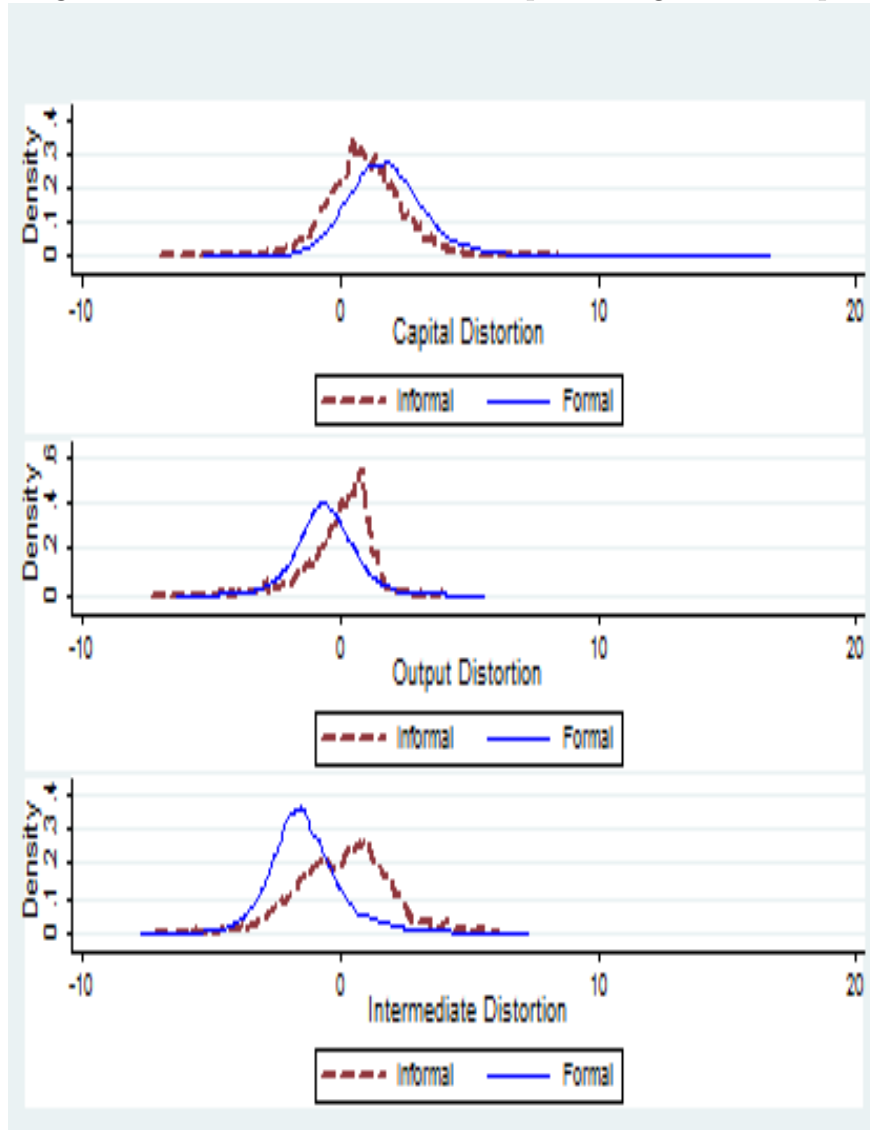 Density
0 .1 .2 .3 .4
-10 0 10 20
Capital Distortion
Informal Formal
Density
0 .2 .4 .6
-10 0 10 20
Output Distortion
Informal Formal
Density
0 .1 .2 .3 .4
-10 0 10 20
Intermediate Distortion
Informal Formal